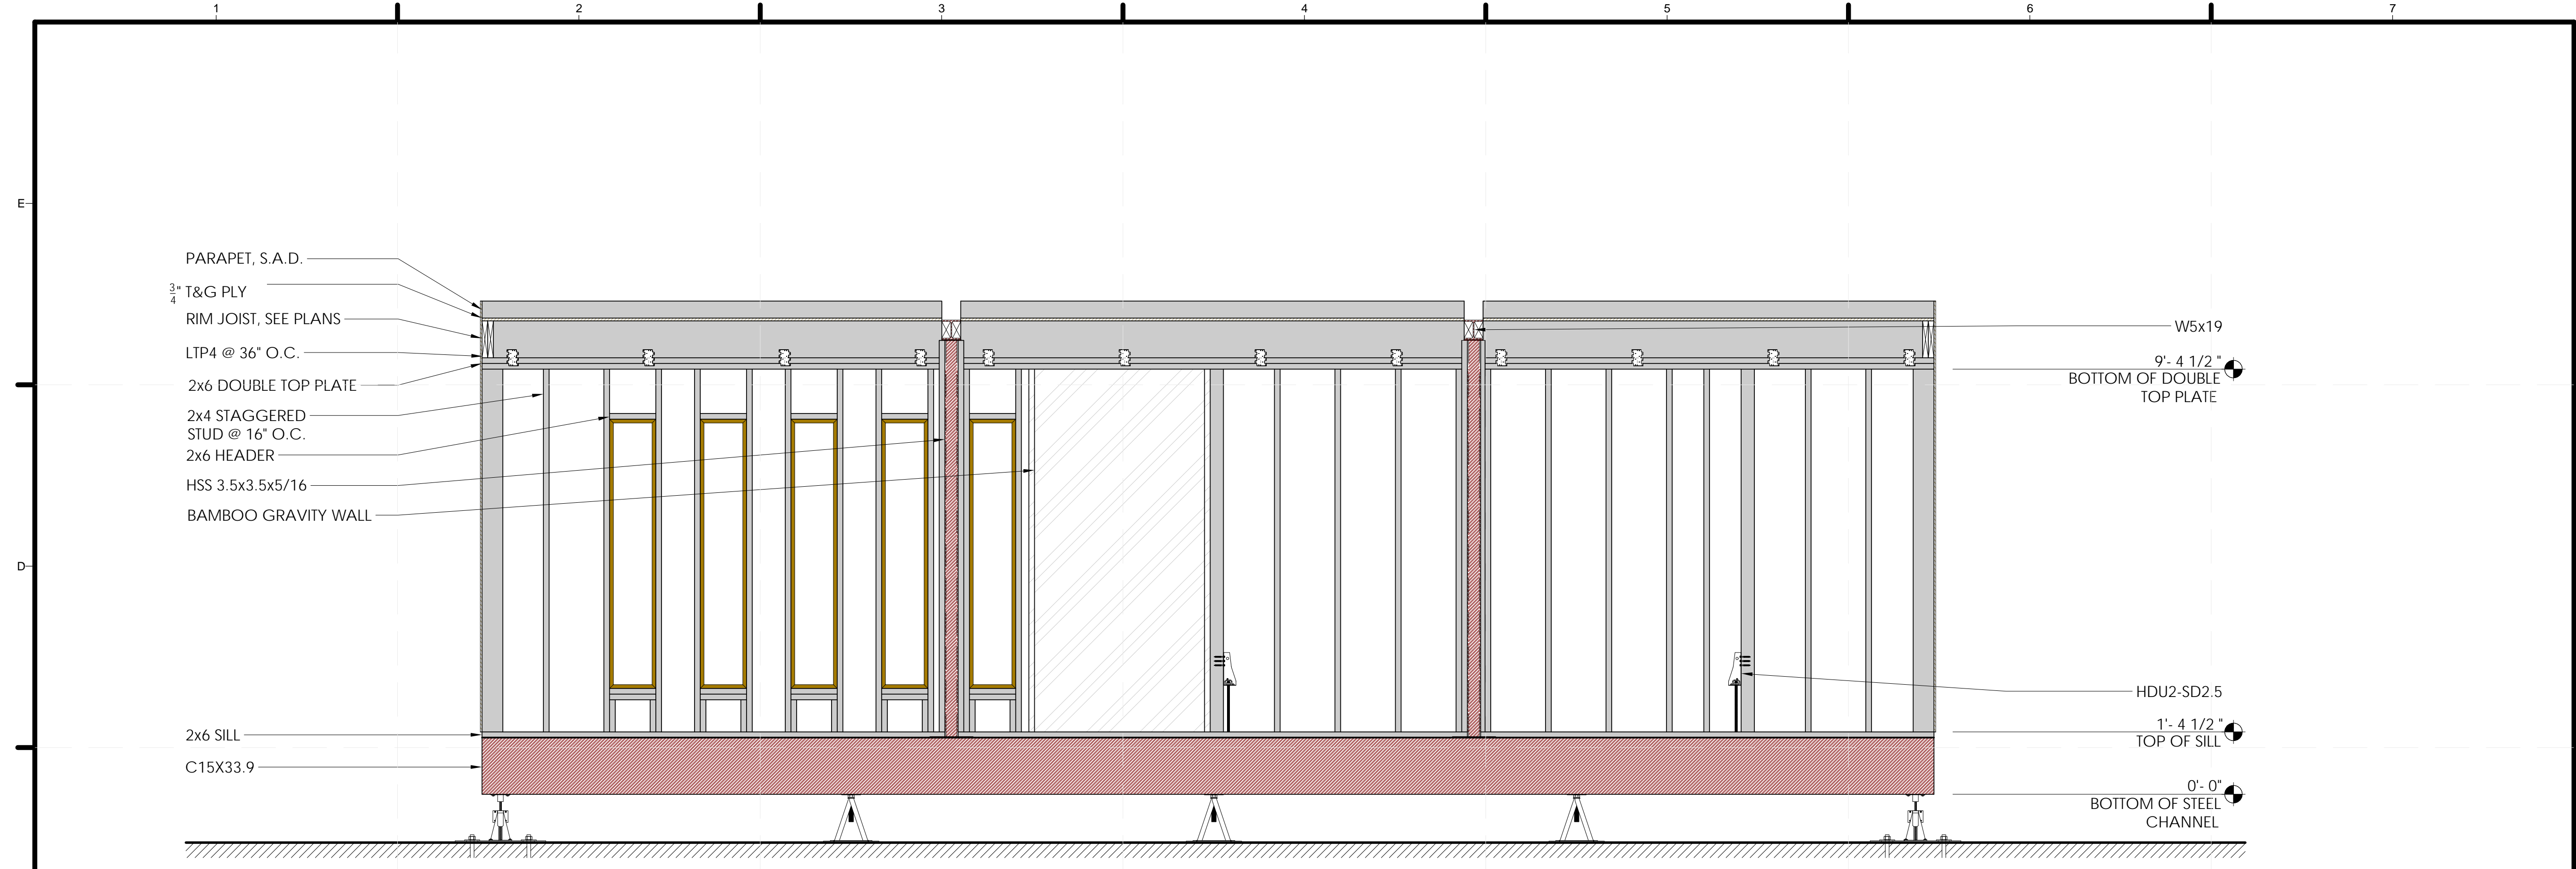 1 2 3 4 5 6 7
E
PARAPET, S.A.D.
3/4" T&G PLY
RIM JOIST, SEE PLANS
W5x19
LTP4 @ 36" O.C.
9'- 4 1/2 "
BOTTOM OF DOUBLE
TOP PLATE
2x6 DOUBLE TOP PLATE
2x4 STAGGERED
STUD @ 16" O.C.
2x6 HEADER
HSS 3.5x3.5x5/16
BAMBOO GRAVITY WALL
D
HDU2-SD2.5
1'- 4 1/2 "
TOP OF SILL
2x6 SILL
C15X33.9
0'- 0"
BOTTOM OF STEEL
CHANNEL